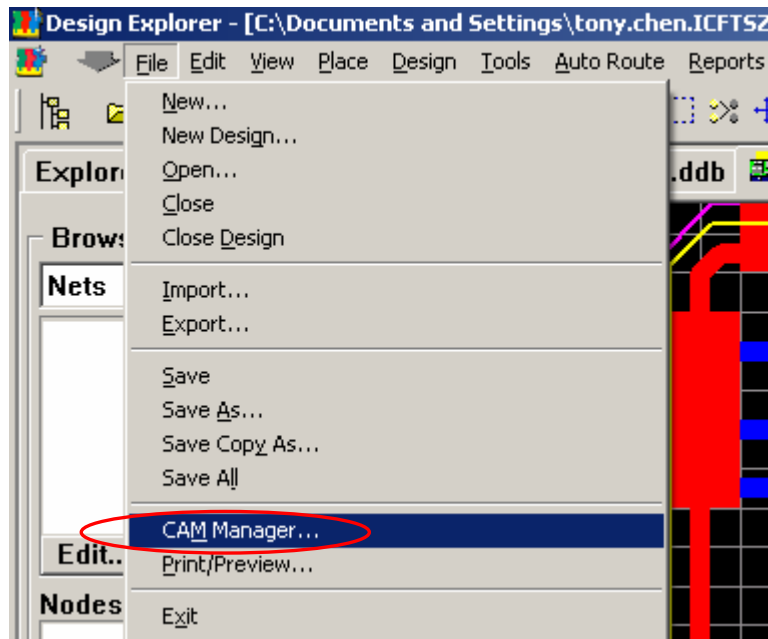 Design Explorer - [C:\Documents and Settings\tony.chen.ICFTSZ
File Edit View Place Design Tools Auto Route Reports
New...
New Design...
Explor .ddb
Open...
Close
Brows
Close Design
Nets
Import...
Export...
Save
Save As...
Save Copy As...
Save All
CAM Manager...
Edit..
Print/Preview...
Nodes
Exit